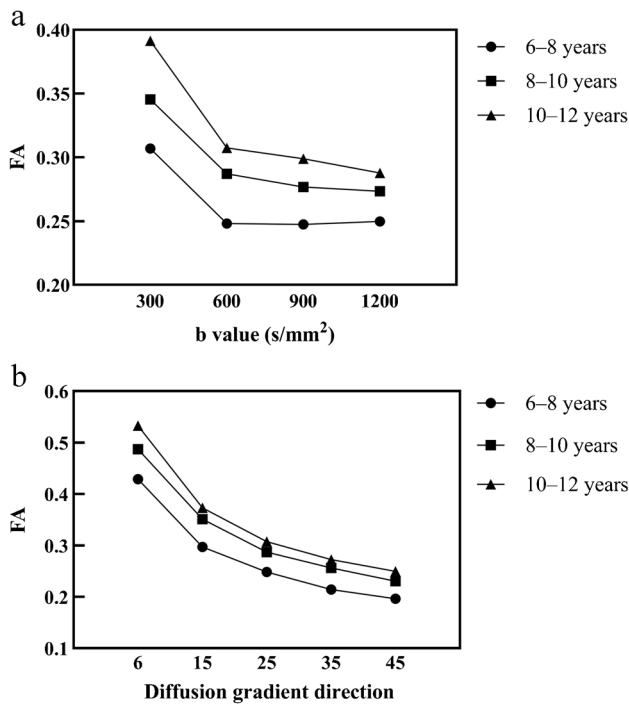 a
0.40
0.35
0.30
0.25
0.20
FA
300 600 900 1200
b value (s/mm²)
6–8 years
8–10 years
10–12 years
b
0.6
0.5
0.4
0.3
0.2
0.1
FA
6 15 25 35 45
Diffusion gradient direction
6–8 years
8–10 years
10–12 years